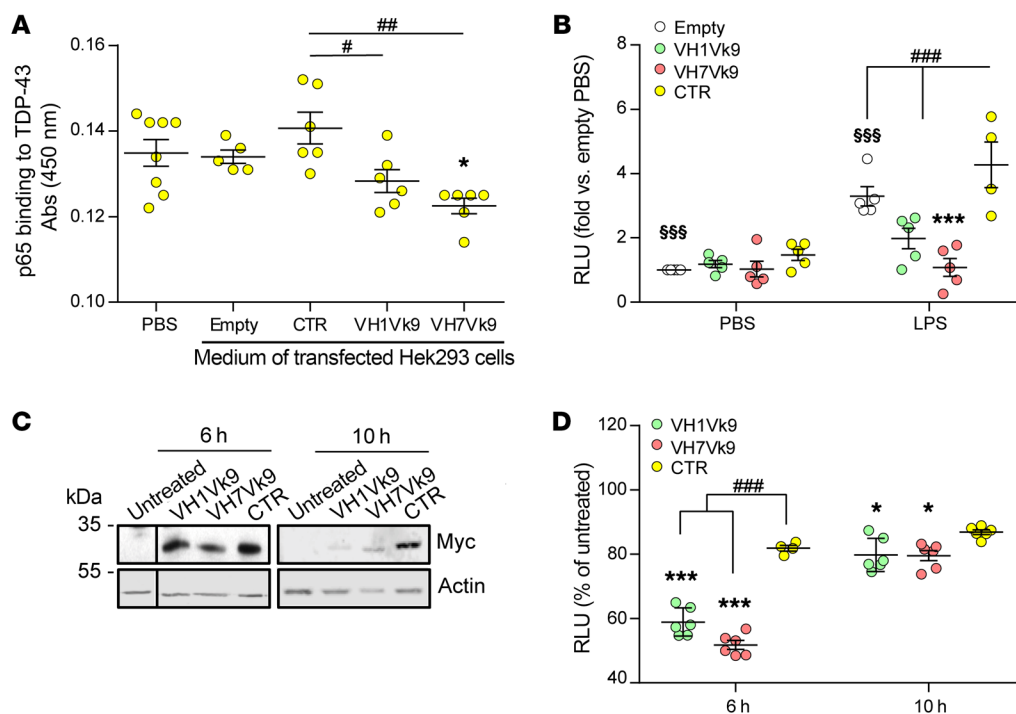 A
p65 binding to TDP-43
Abs (450 nm)
0.16
0.14
0.12
0.10
##
#
*
PBS
Empty
CTR
VH1Vk9
VH7Vk9
Medium of transfected Hek293 cells
B
RLU (fold vs. empty PBS)
8
6
4
2
0
Empty
VH1Vk9
VH7Vk9
CTR
###
§§§
§§§
***
PBS
LPS
C
6 h
10 h
kDa
Untreated
VH1Vk9
VH7Vk9
CTR
Untreated
VH1Vk9
VH7Vk9
CTR
35
Myc
55
Actin
D
RLU (% of untreated)
120
100
80
60
40
VH1Vk9
VH7Vk9
CTR
###
***
***
*
*
6 h
10 h